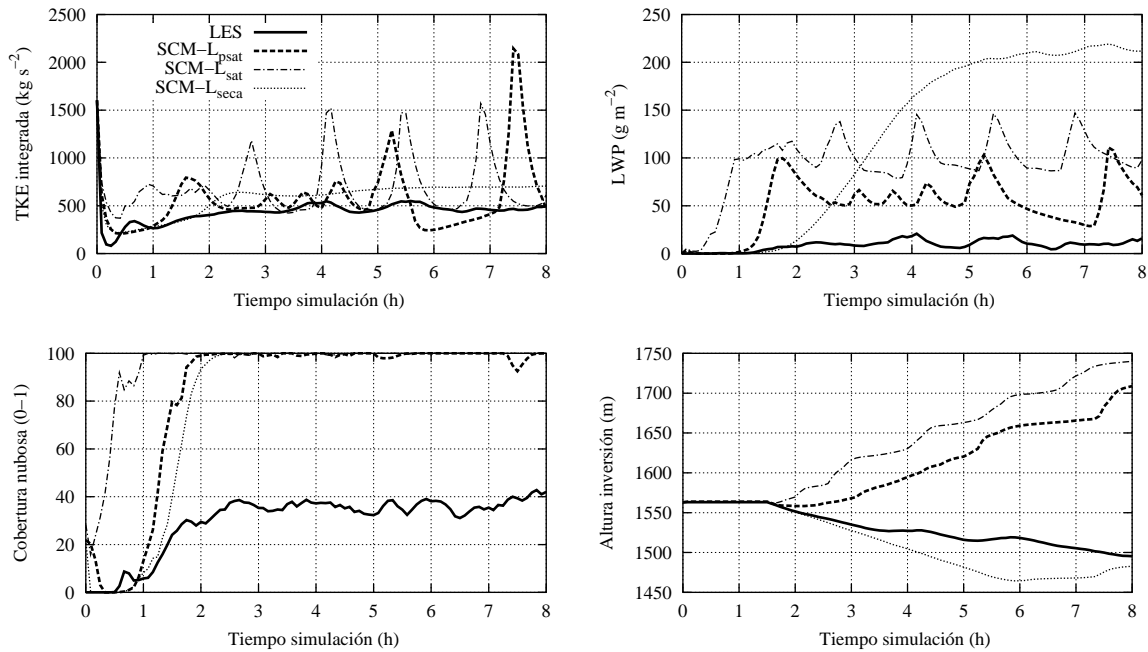 TKE integrada (kg s−2)
2500
2000
1500
1000
500
0
LES
SCM−Lpsat
SCM−Lsat
SCM−Lseca
0 1 2 3 4 5 6 7 8
Tiempo simulación (h)
LWP (g m−2)
250
200
150
100
50
0
0 1 2 3 4 5 6 7 8
Tiempo simulación (h)
Cobertura nubosa (0−1)
100
80
60
40
20
0
0 1 2 3 4 5 6 7 8
Tiempo simulación (h)
Altura inversión (m)
1750
1700
1650
1600
1550
1500
1450
0 1 2 3 4 5 6 7 8
Tiempo simulación (h)